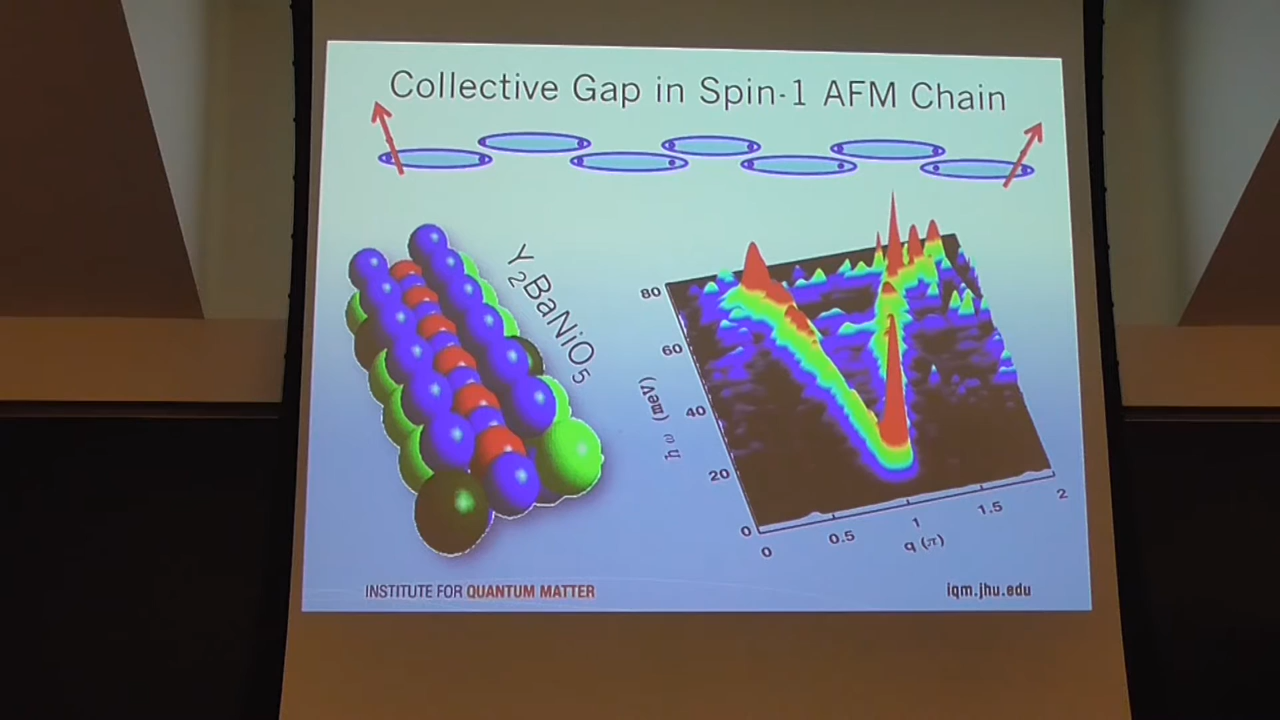 Collective Gap in Spin-1 AFM Chain
Y2BaNiO5
80
60
40
20
0
ħω (meV)
0
0.5
1
1.5
2
q (π)
INSTITUTE FOR QUANTUM MATTER
iqm.jhu.edu